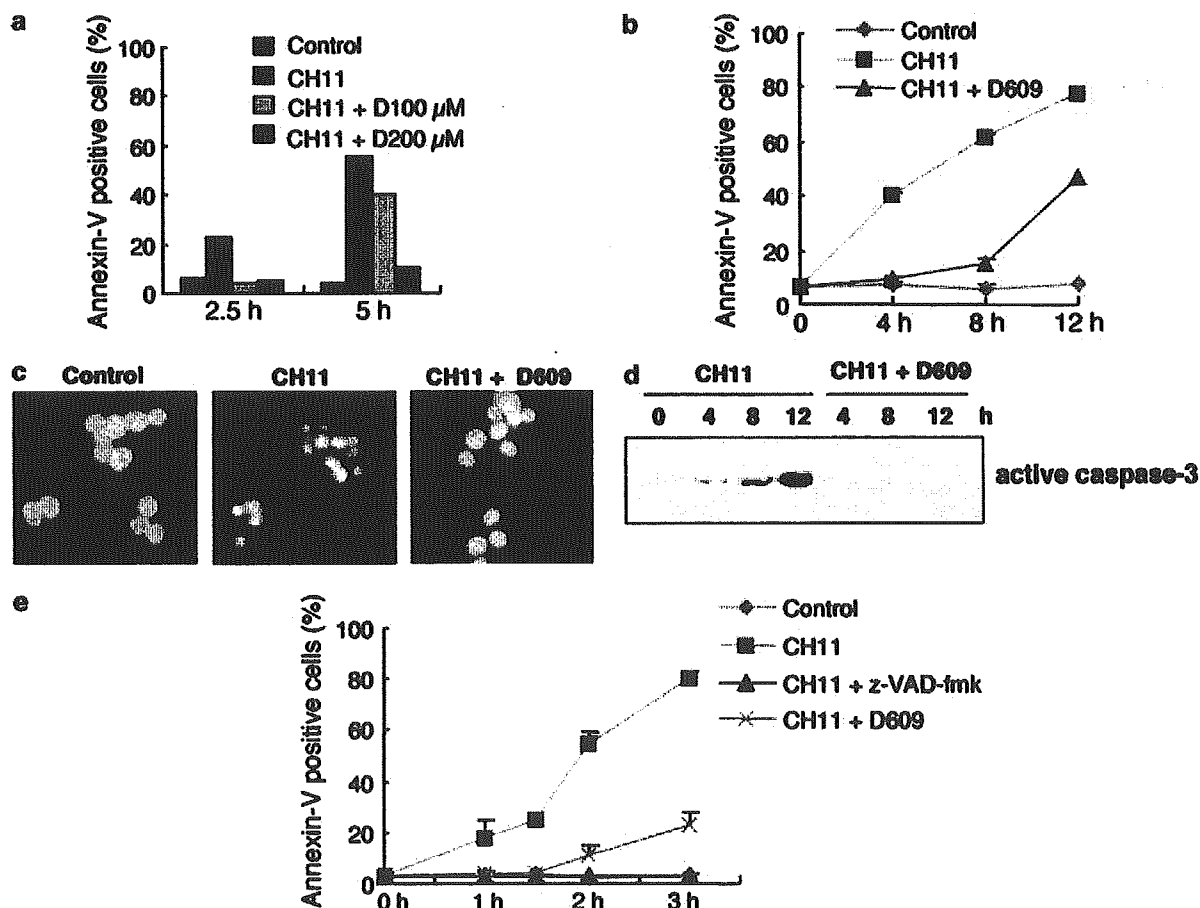 a
Annexin-V positive cells (%)
100
80
60
40
20
0
Control
CH11
CH11 + D100 µM
CH11 + D200 µM
2.5 h
5 h
b
Annexin-V positive cells (%)
100
80
60
40
20
0
Control
CH11
CH11 + D609
0
4 h
8 h
12 h
c
Control
CH11
CH11 + D609
d
CH11
CH11 + D609
0 4 8 12 4 8 12 h
active caspase-3
e
Annexin-V positive cells (%)
100
80
60
40
20
0
Control
CH11
CH11 + z-VAD-fmk
CH11 + D609
0 h
1 h
2 h
3 h